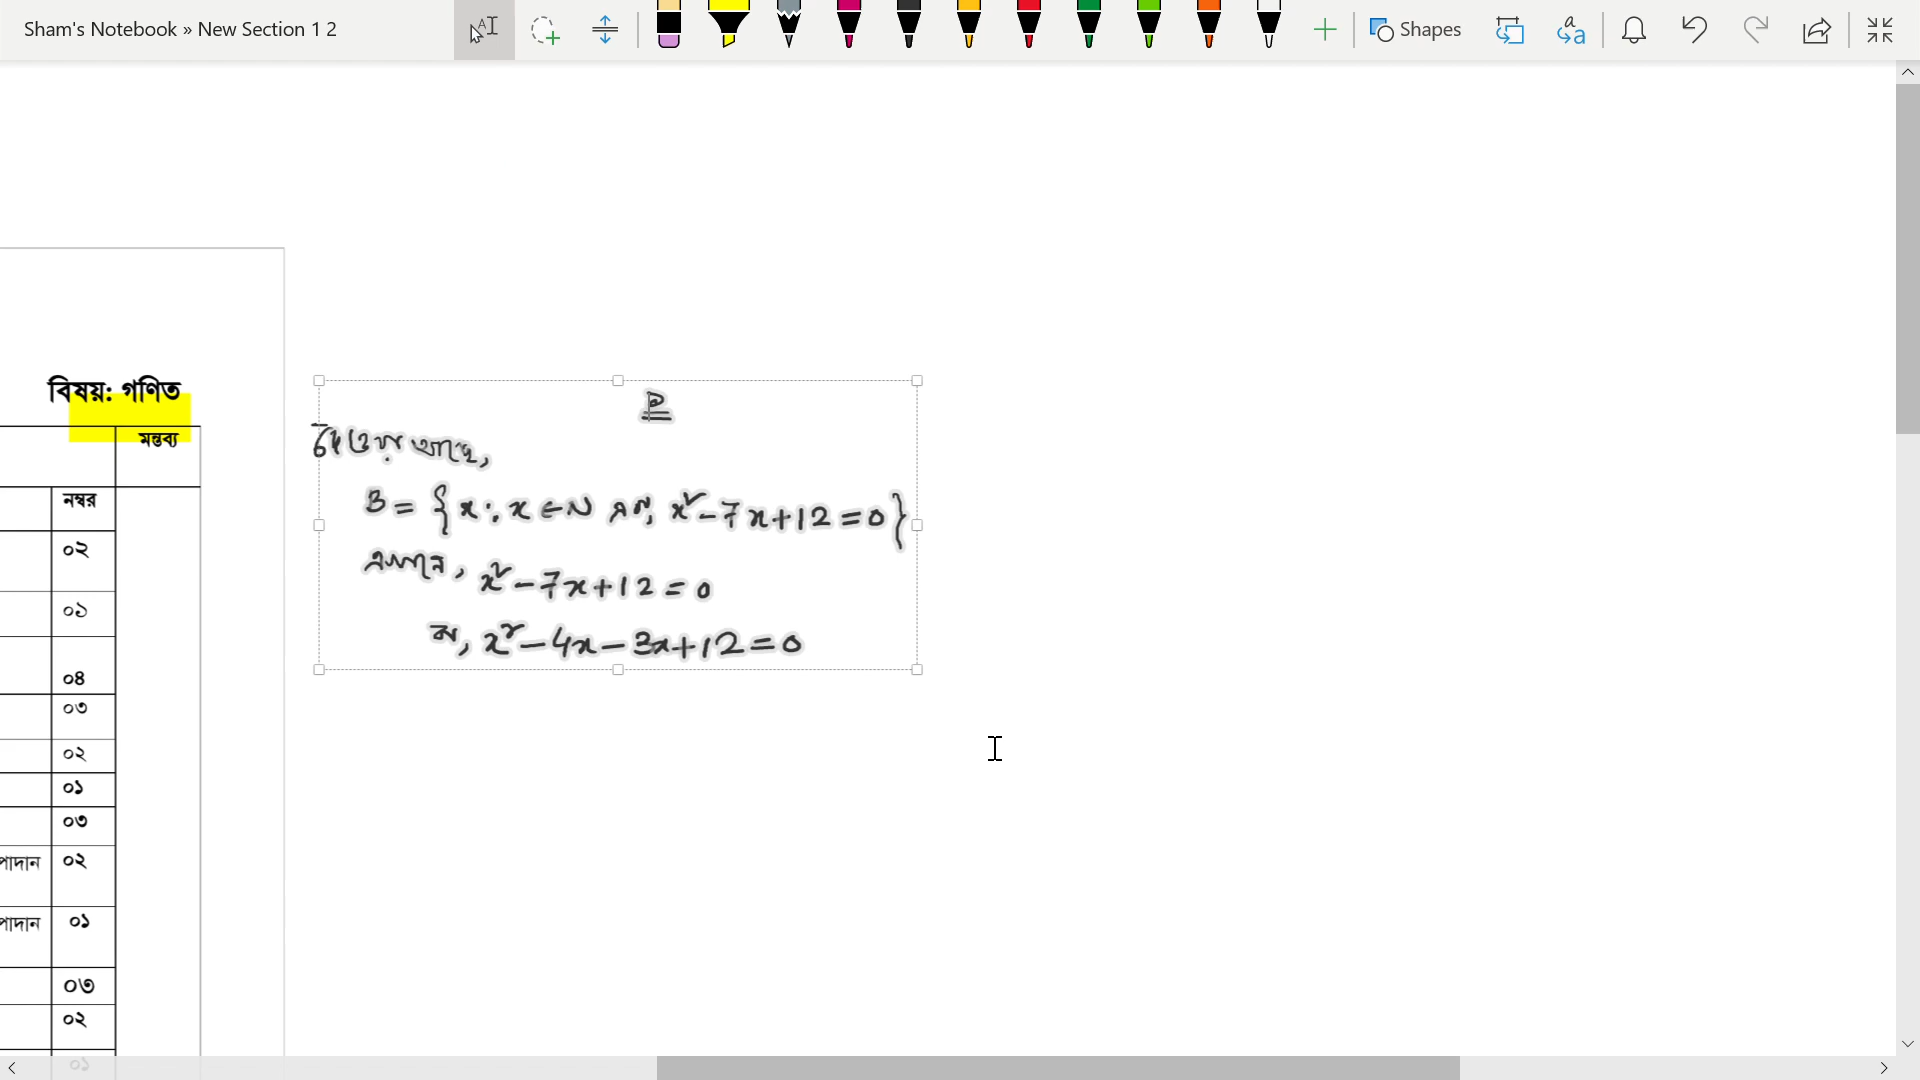 Sham's Notebook » New Section 1 2
Shapes
বিষয়: গণিত
মন্তব্য
নম্বর
০২
০১
০৪
০৩
০২
০১
০৩
পাদান ০২
পাদান ০১
০৩
০২
০১
দেওয়া আছে,
B = {x : x ∈ N এবং x² - 7x + 12 = 0}
এখানে, x² - 7x + 12 = 0
বা, x² - 4x - 3x + 12 = 0